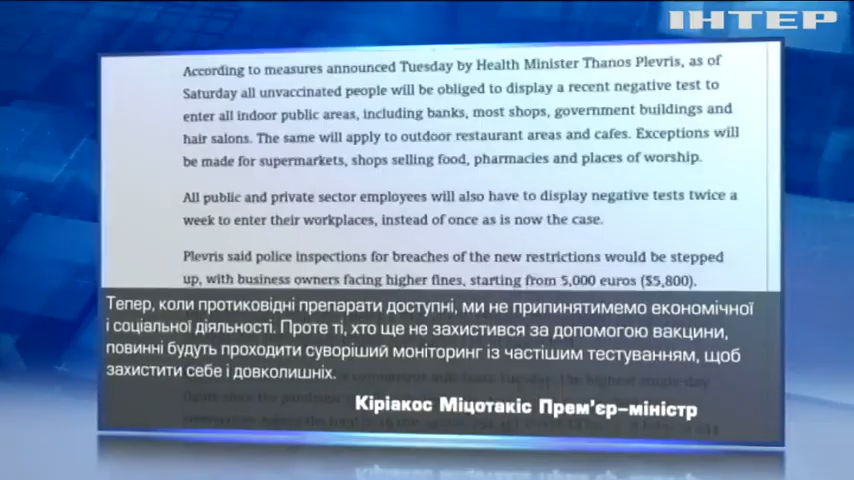 ІНТЕР
According to measures announced Tuesday by Health Minister Thanos Plevris, as of
Saturday all unvaccinated people will be obliged to display a recent negative test to
enter all indoor public areas, including banks, most shops, government buildings and
hair salons. The same will apply to outdoor restaurant areas and cafes. Exceptions will
be made for supermarkets, shops selling food, pharmacies and places of worship.
All public and private sector employees will also have to display negative tests twice a
week to enter their workplaces, instead of once as is now the case.
Plevris said police inspections for breaches of the new restrictions would be stepped
up, with business owners facing higher fines, starting from 5,000 euros ($5,800).
Тепер, коли протиковідні препарати доступні, ми не припинятимемо економічної
і соціальної діяльності. Проте ті, хто ще не захистився за допомогою вакцини,
повинні будуть проходити суворіший моніторинг із частішим тестуванням, щоб
захистити себе і довколишніх.
Кіріакос Міцотакіс Прем'єр-міністр